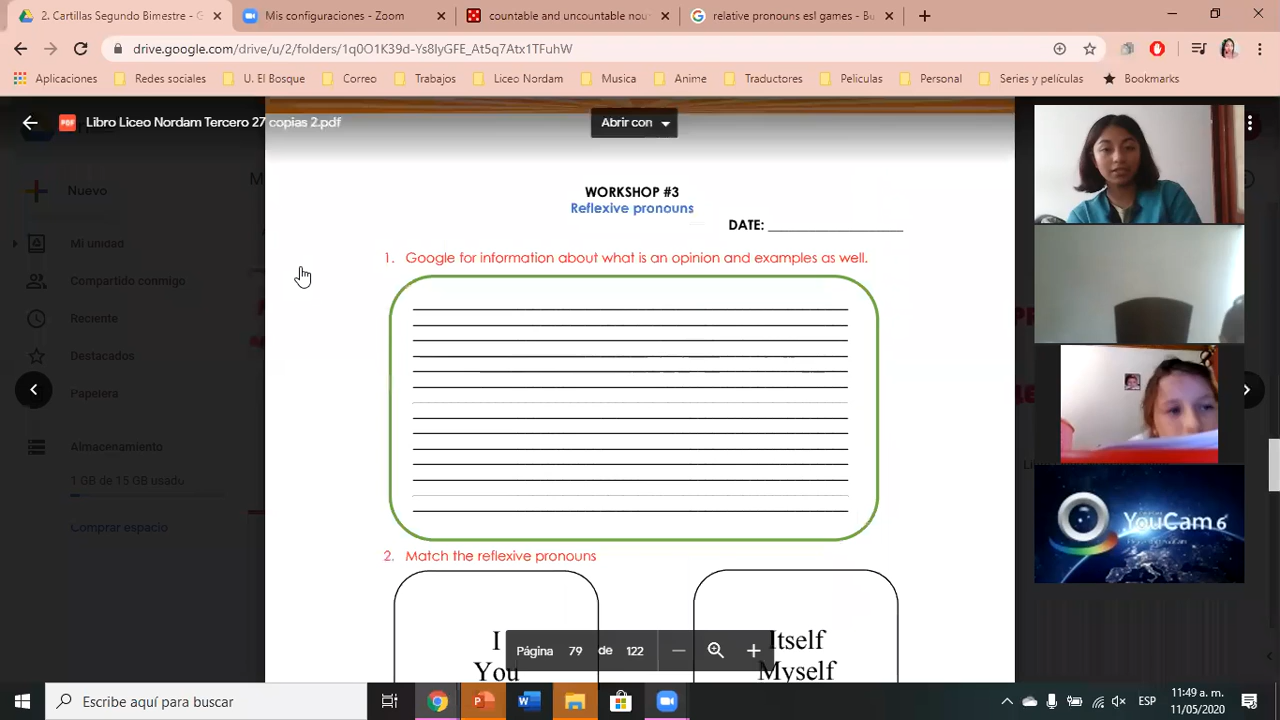 2. Cartillas Segundo Bimestre - G
Mis configuraciones - Zoom
countable and uncountable nou
relative pronouns esl games - Bu
drive.google.com/drive/u/2/folders/1q0O1K39d-Ys8IyGFE_At5q7Atx1TFuhW
Aplicaciones
Redes sociales
U. El Bosque
Correo
Trabajos
Liceo Nordam
Musica
Anime
Traductores
Peliculas
Personal
Series y películas
Bookmarks
PDF
Libro Liceo Nordam Tercero 27 copias 2.pdf
Abrir con
Nuevo
Mi unidad
Compartido conmigo
Reciente
Destacados
Papelera
Almacenamiento
1 GB de 15 GB usado
Comprar espacio
WORKSHOP #3
Reflexive pronouns
DATE: __________________
1. Google for information about what is an opinion and examples as well.
2. Match the reflexive pronouns
I
You
Itself
Myself
Página 79 de 122
YouCam 6
Escribe aquí para buscar
ESP
11:49 a. m.
11/05/2020